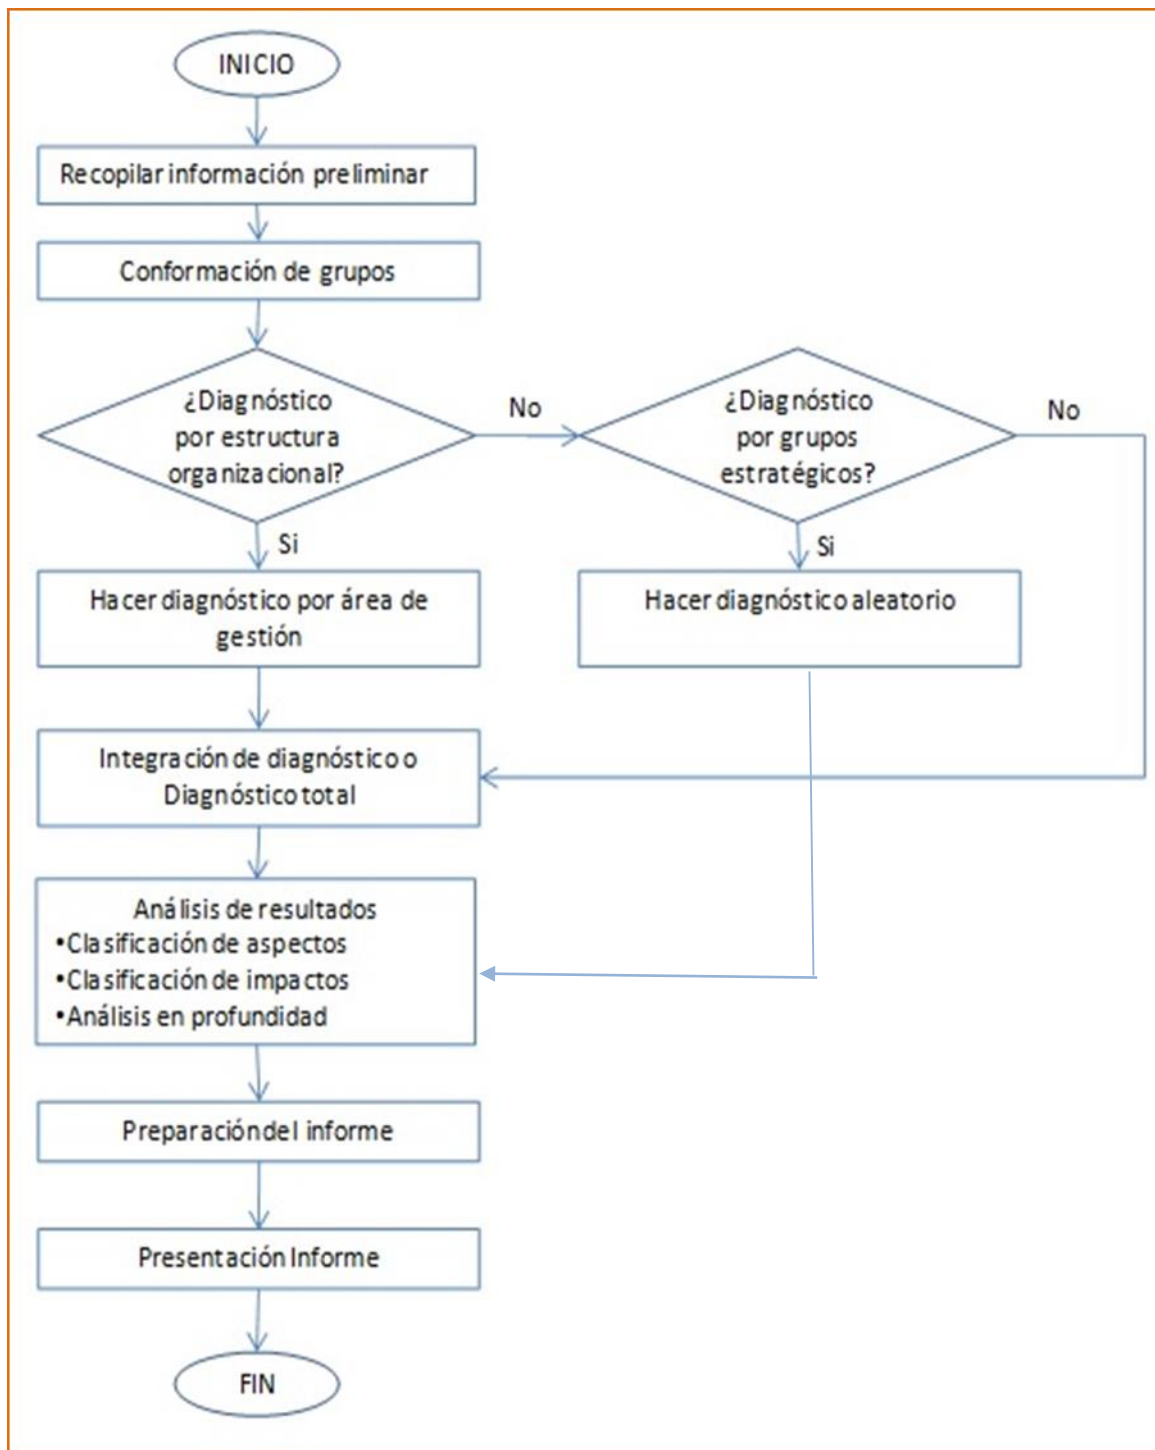 INICIO
Recopilar información preliminar
Conformación de grupos
¿Diagnóstico
por estructura
organizacional?
No
¿Diagnóstico
por grupos
estratégicos?
No
Si
Si
Hacer diagnóstico por área de
gestión
Hacer diagnóstico aleatorio
Integración de diagnóstico o
Diagnóstico total
Análisis de resultados
•Clasificación de aspectos
•Clasificación de impactos
•Análisis en profundidad
Preparación del informe
Presentación Informe
FIN